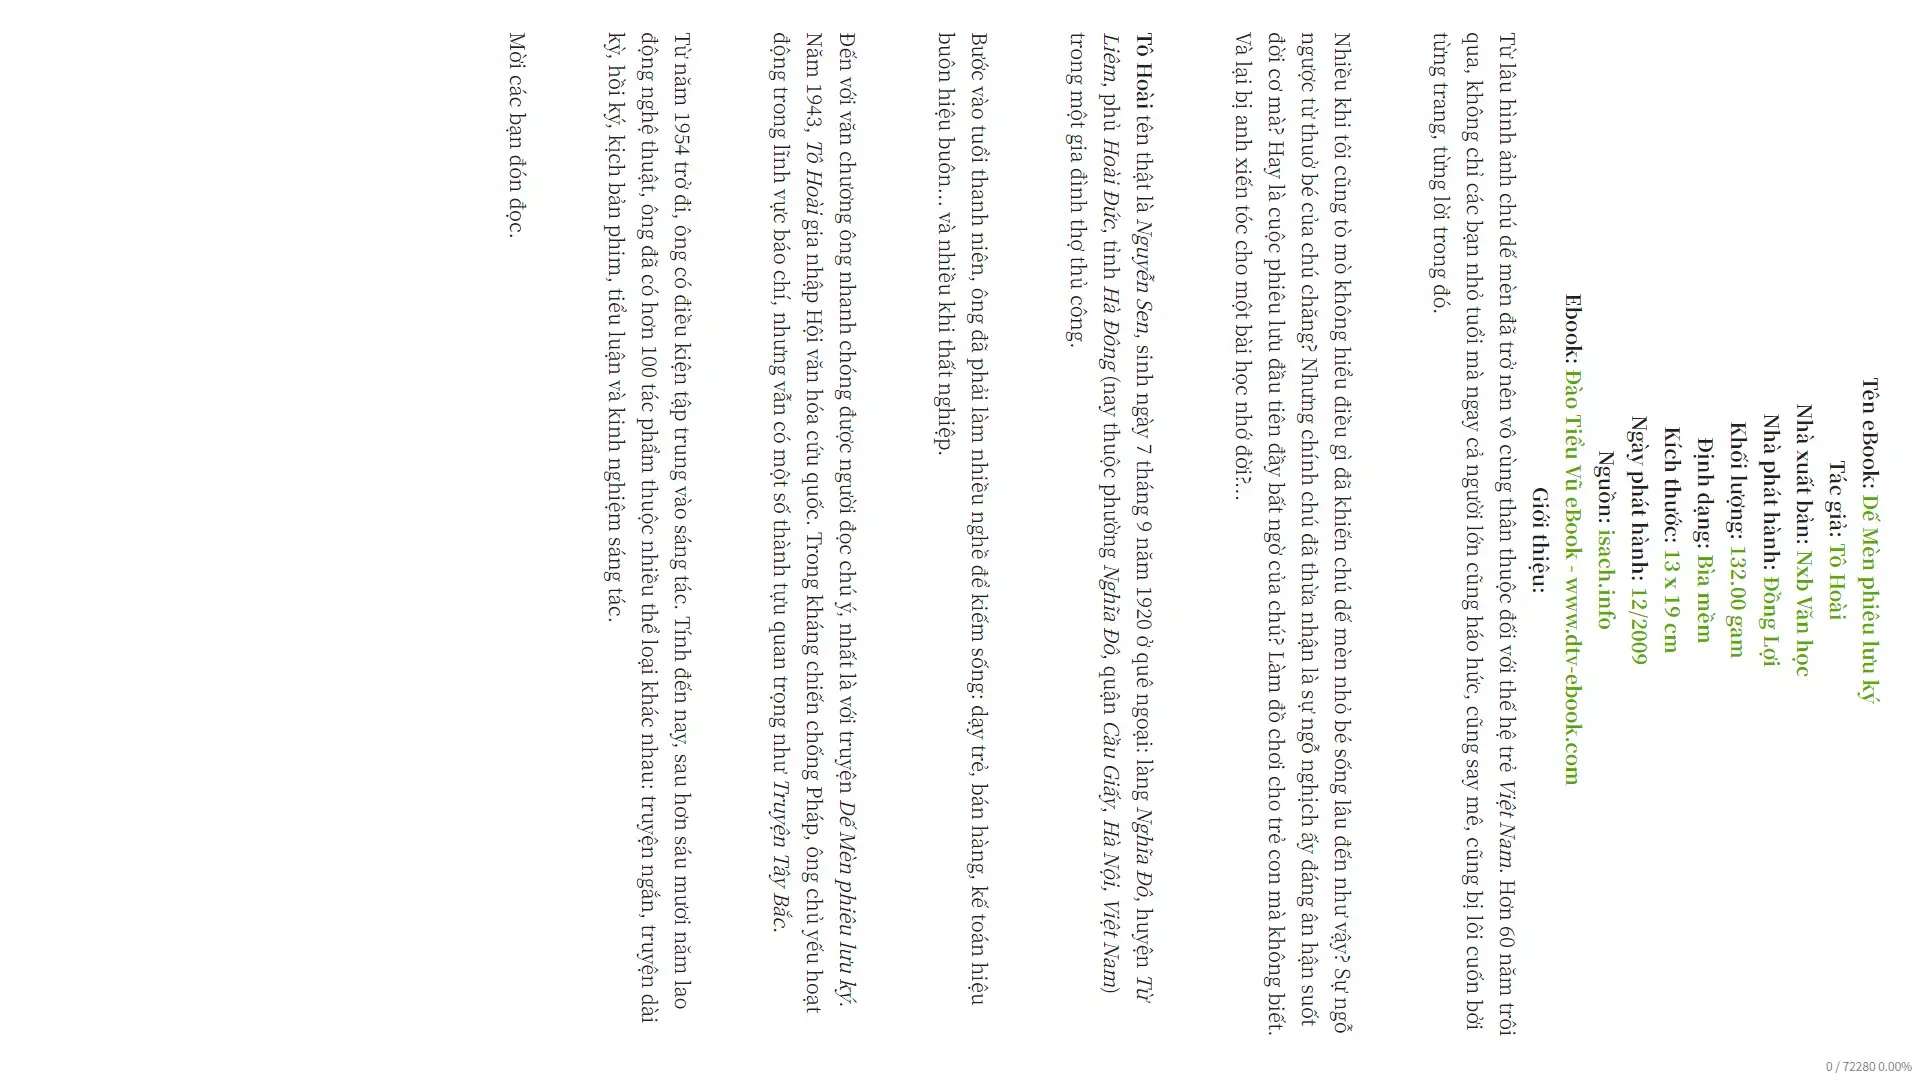 Tên eBook: Dế Mèn phiêu lưu ký
Tác giả: Tô Hoài
Nhà xuất bản: Nxb Văn học
Nhà phát hành: Đồng Lợi
Khối lượng: 132.00 gam
Định dạng: Bìa mềm
Kích thước: 13 x 19 cm
Ngày phát hành: 12/2009
Nguồn: isach.info
Ebook: Đào Tiểu Vũ eBook - www.dtv-ebook.com
Giới thiệu:
Từ lâu hình ảnh chú dế mèn đã trở nên vô cùng thân thuộc đối với thế hệ trẻ Việt Nam. Hơn 60 năm trôi
qua, không chỉ các bạn nhỏ tuổi mà ngay cả người lớn cũng háo hức, cũng say mê, cũng bị lôi cuốn bởi
từng trang, từng lời trong đó.
Nhiều khi tôi cũng tò mò không hiểu điều gì đã khiến chú dế mèn nhỏ bé sống lâu đến như vậy? Sự ngỗ
ngược từ thuở bé của chú chăng? Nhưng chính chú đã thừa nhận là sự ngỗ nghịch ấy đáng ân hận suốt
đời cơ mà? Hay là cuộc phiêu lưu đầu tiên đầy bất ngờ của chú? Làm đồ chơi cho trẻ con mà không biết.
Và lại bị anh xiến tóc cho một bài học nhớ đời?...
Tô Hoài tên thật là Nguyễn Sen, sinh ngày 7 tháng 9 năm 1920 ở quê ngoại: làng Nghĩa Đô, huyện Từ
Liêm, phủ Hoài Đức, tỉnh Hà Đông (nay thuộc phường Nghĩa Đô, quận Cầu Giấy, Hà Nội, Việt Nam)
trong một gia đình thợ thủ công.
Bước vào tuổi thanh niên, ông đã phải làm nhiều nghề để kiếm sống: dạy trẻ, bán hàng, kế toán hiệu
buôn hiệu buôn... và nhiều khi thất nghiệp.
Đến với văn chương ông nhanh chóng được người đọc chú ý, nhất là với truyện Dế Mèn phiêu lưu ký.
Năm 1943, Tô Hoài gia nhập Hội văn hóa cứu quốc. Trong kháng chiến chống Pháp, ông chủ yếu hoạt
động trong lĩnh vực báo chí, nhưng vẫn có một số thành tựu quan trọng như Truyện Tây Bắc.
Từ năm 1954 trở đi, ông có điều kiện tập trung vào sáng tác. Tính đến nay, sau hơn sáu mươi năm lao
động nghệ thuật, ông đã có hơn 100 tác phẩm thuộc nhiều thể loại khác nhau: truyện ngắn, truyện dài
kỳ, hồi ký, kịch bản phim, tiểu luận và kinh nghiệm sáng tác.
Mời các bạn đón đọc.
0 / 72280 0.00%